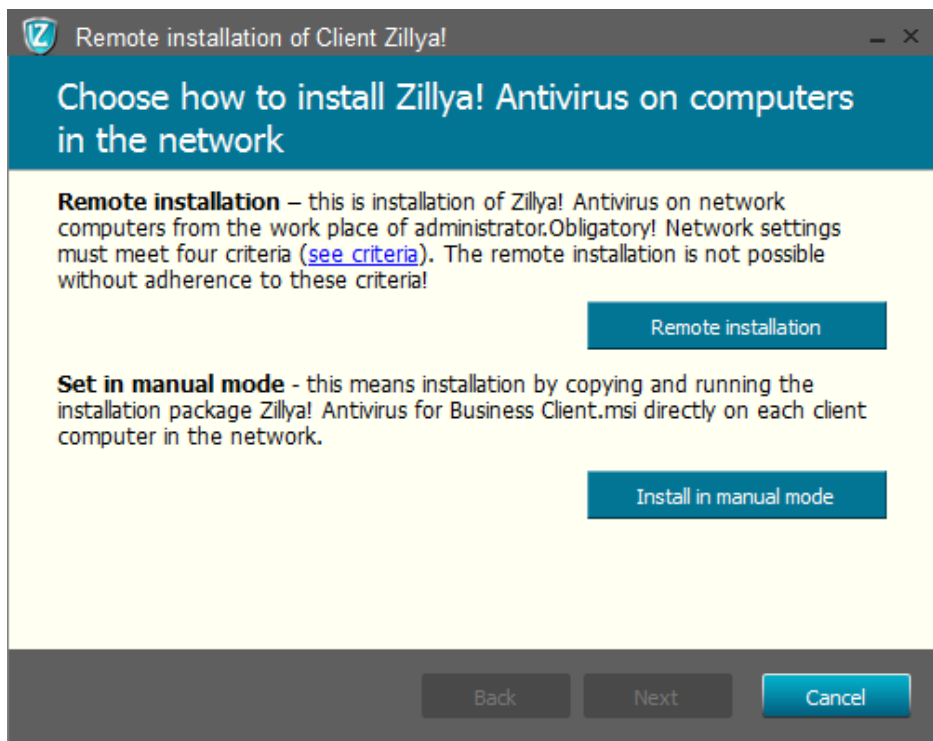 Remote installation of Client Zillya!
Choose how to install Zillya! Antivirus on computers
in the network
Remote installation – this is installation of Zillya! Antivirus on network
computers from the work place of administrator.Obligatory! Network settings
must meet four criteria (see criteria). The remote installation is not possible
without adherence to these criteria!
Remote installation
Set in manual mode - this means installation by copying and running the
installation package Zillya! Antivirus for Business Client.msi directly on each client
computer in the network.
Install in manual mode
Back Next Cancel